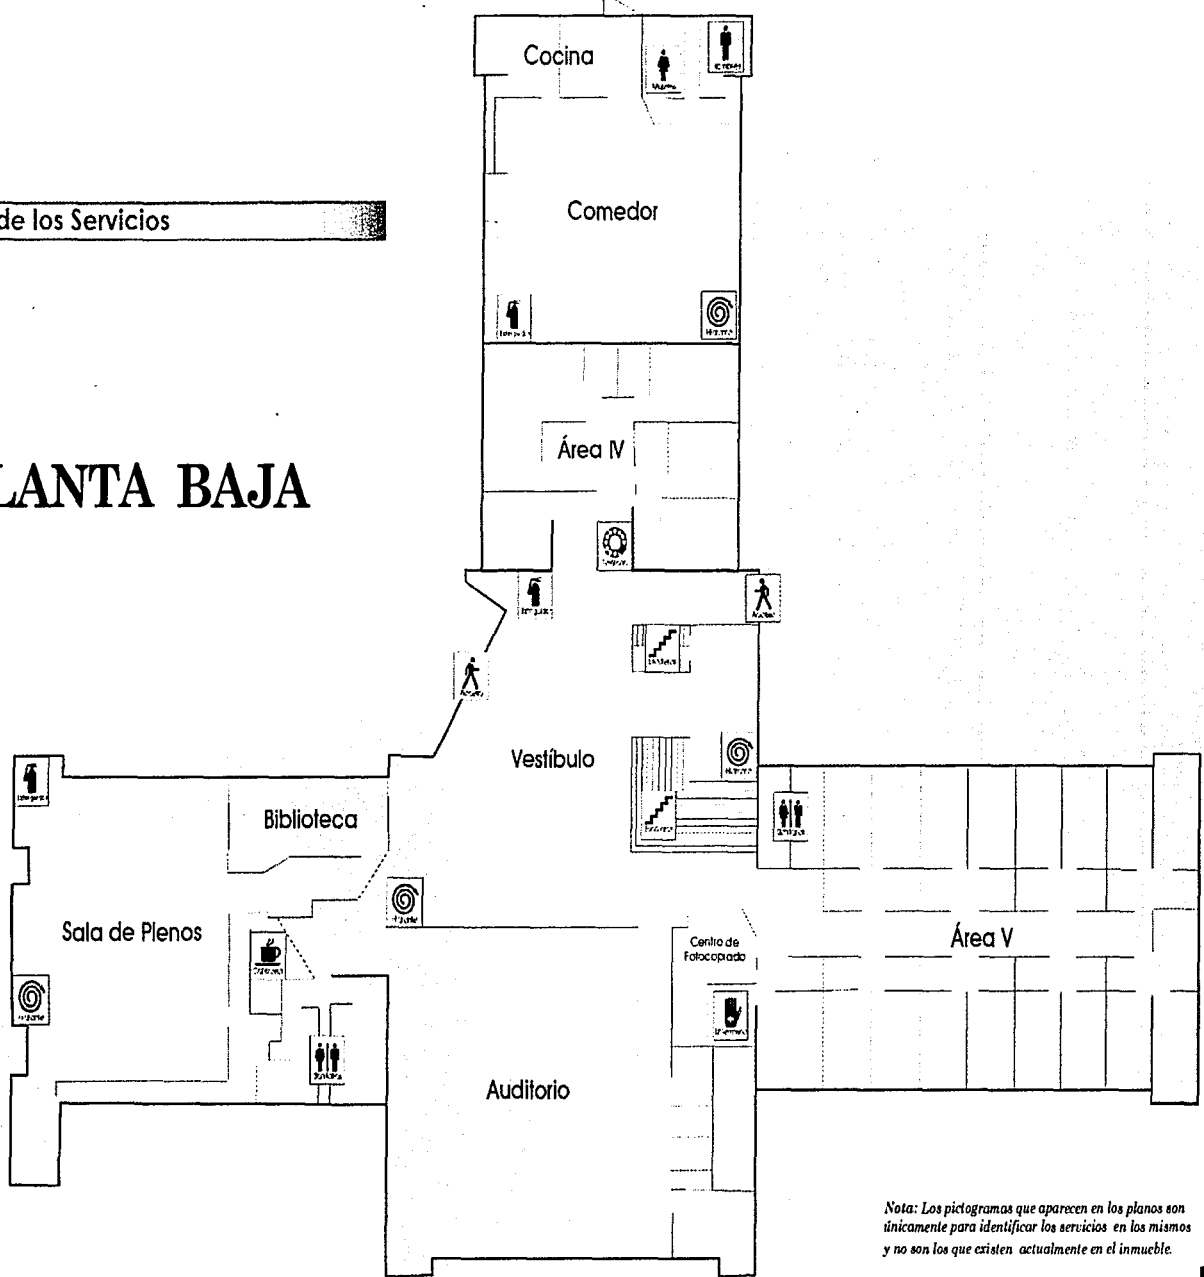 Cocina
de los Servicios
Comedor
LANTA BAJA
Área IV
Vestíbulo
Biblioteca
Sala de Plenos
Centro de
Fotocopiado
Área V
Auditorio
Nota: Los pictogramas que aparecen en los planos son
únicamente para identificar los servicios en los mismos
y no son los que existen actualmente en el inmueble.